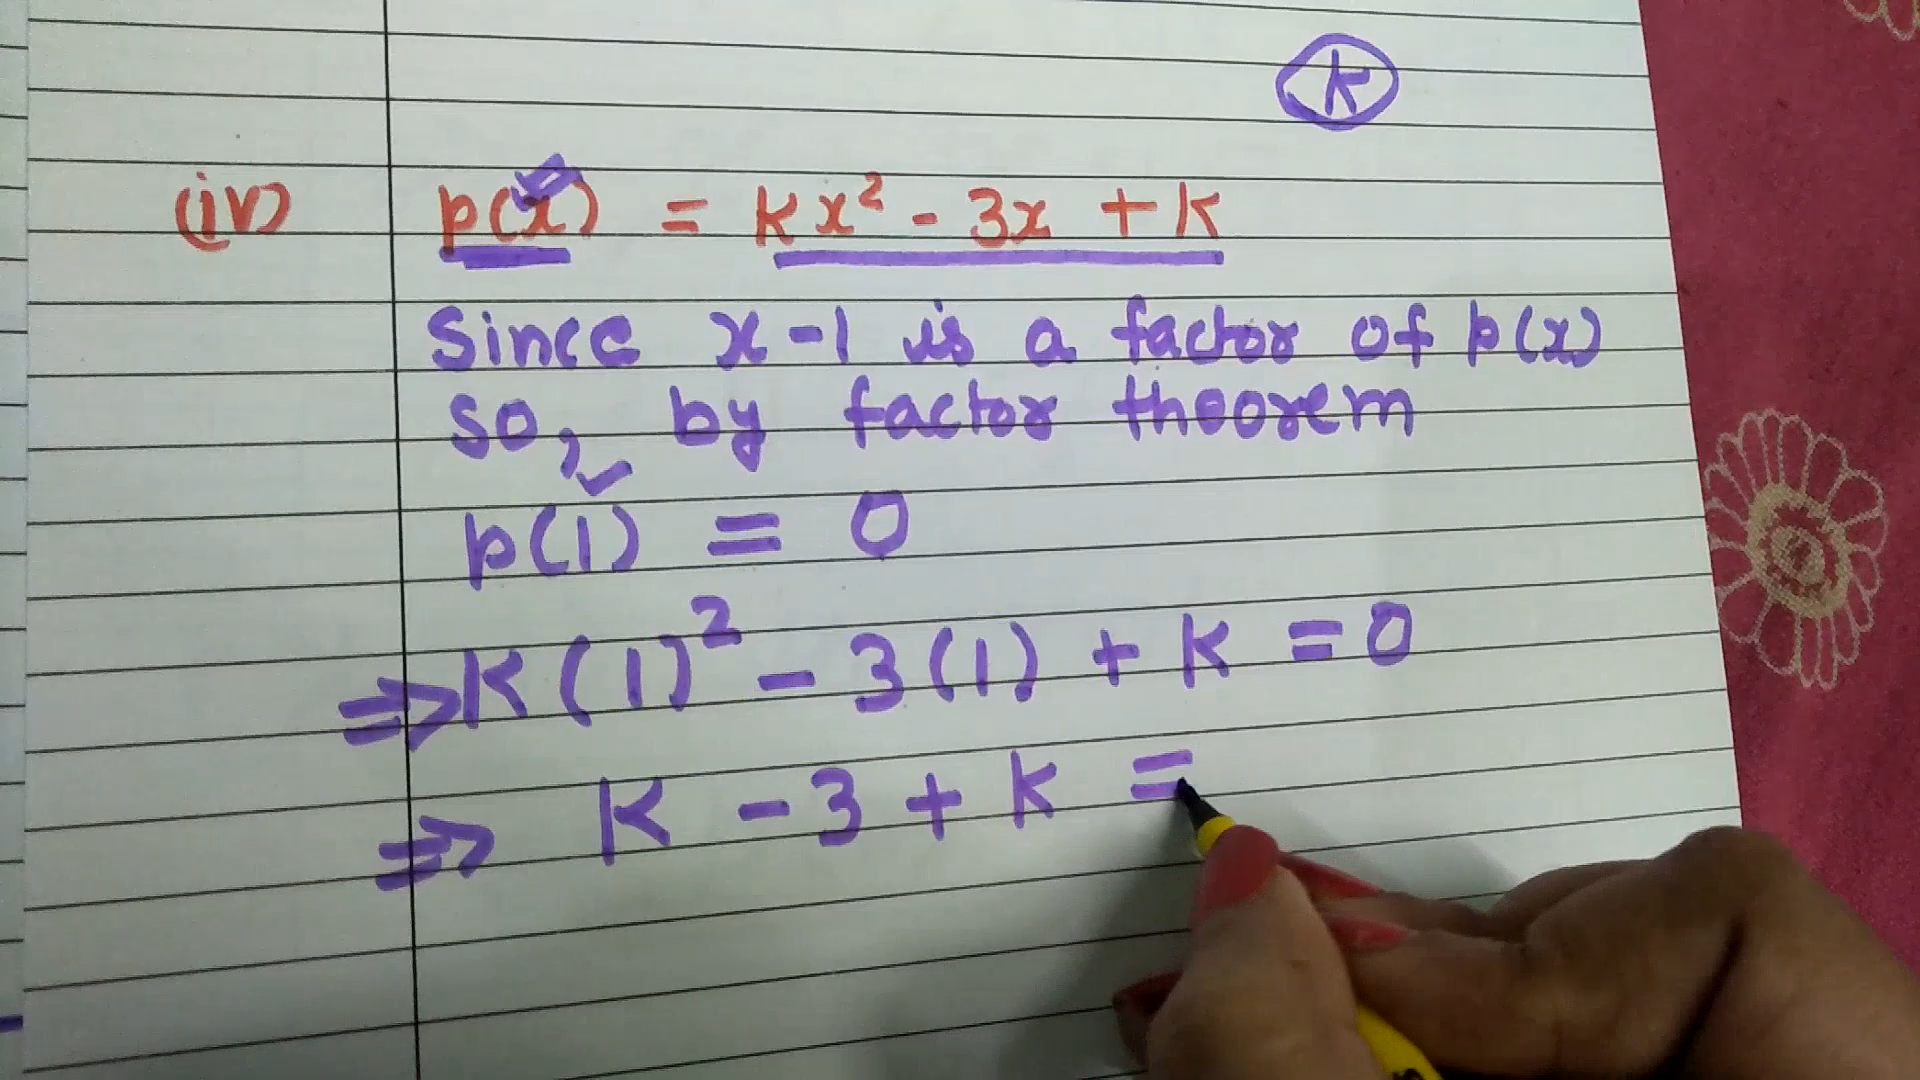 K
(iv) p(x) = kx² - 3x + k
Since x-1 is a factor of p(x)
so, by factor theorem
p(1) = 0
⇒ K(1)² - 3(1) + k = 0
⇒ K - 3 + k =